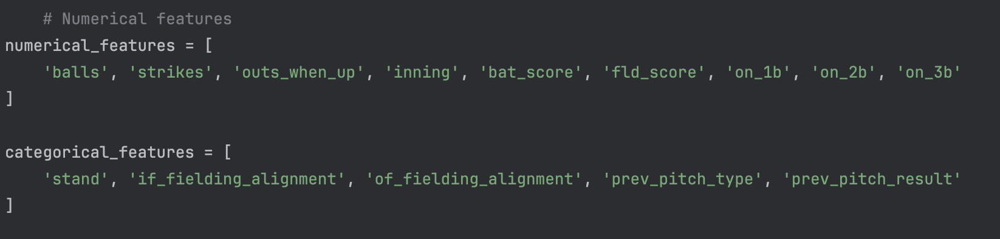 # Numerical features
numerical_features = [
'balls', 'strikes', 'outs_when_up', 'inning', 'bat_score', 'fld_score', 'on_1b', 'on_2b', 'on_3b'
]
categorical_features = [
'stand', 'if_fielding_alignment', 'of_fielding_alignment', 'prev_pitch_type', 'prev_pitch_result'
]